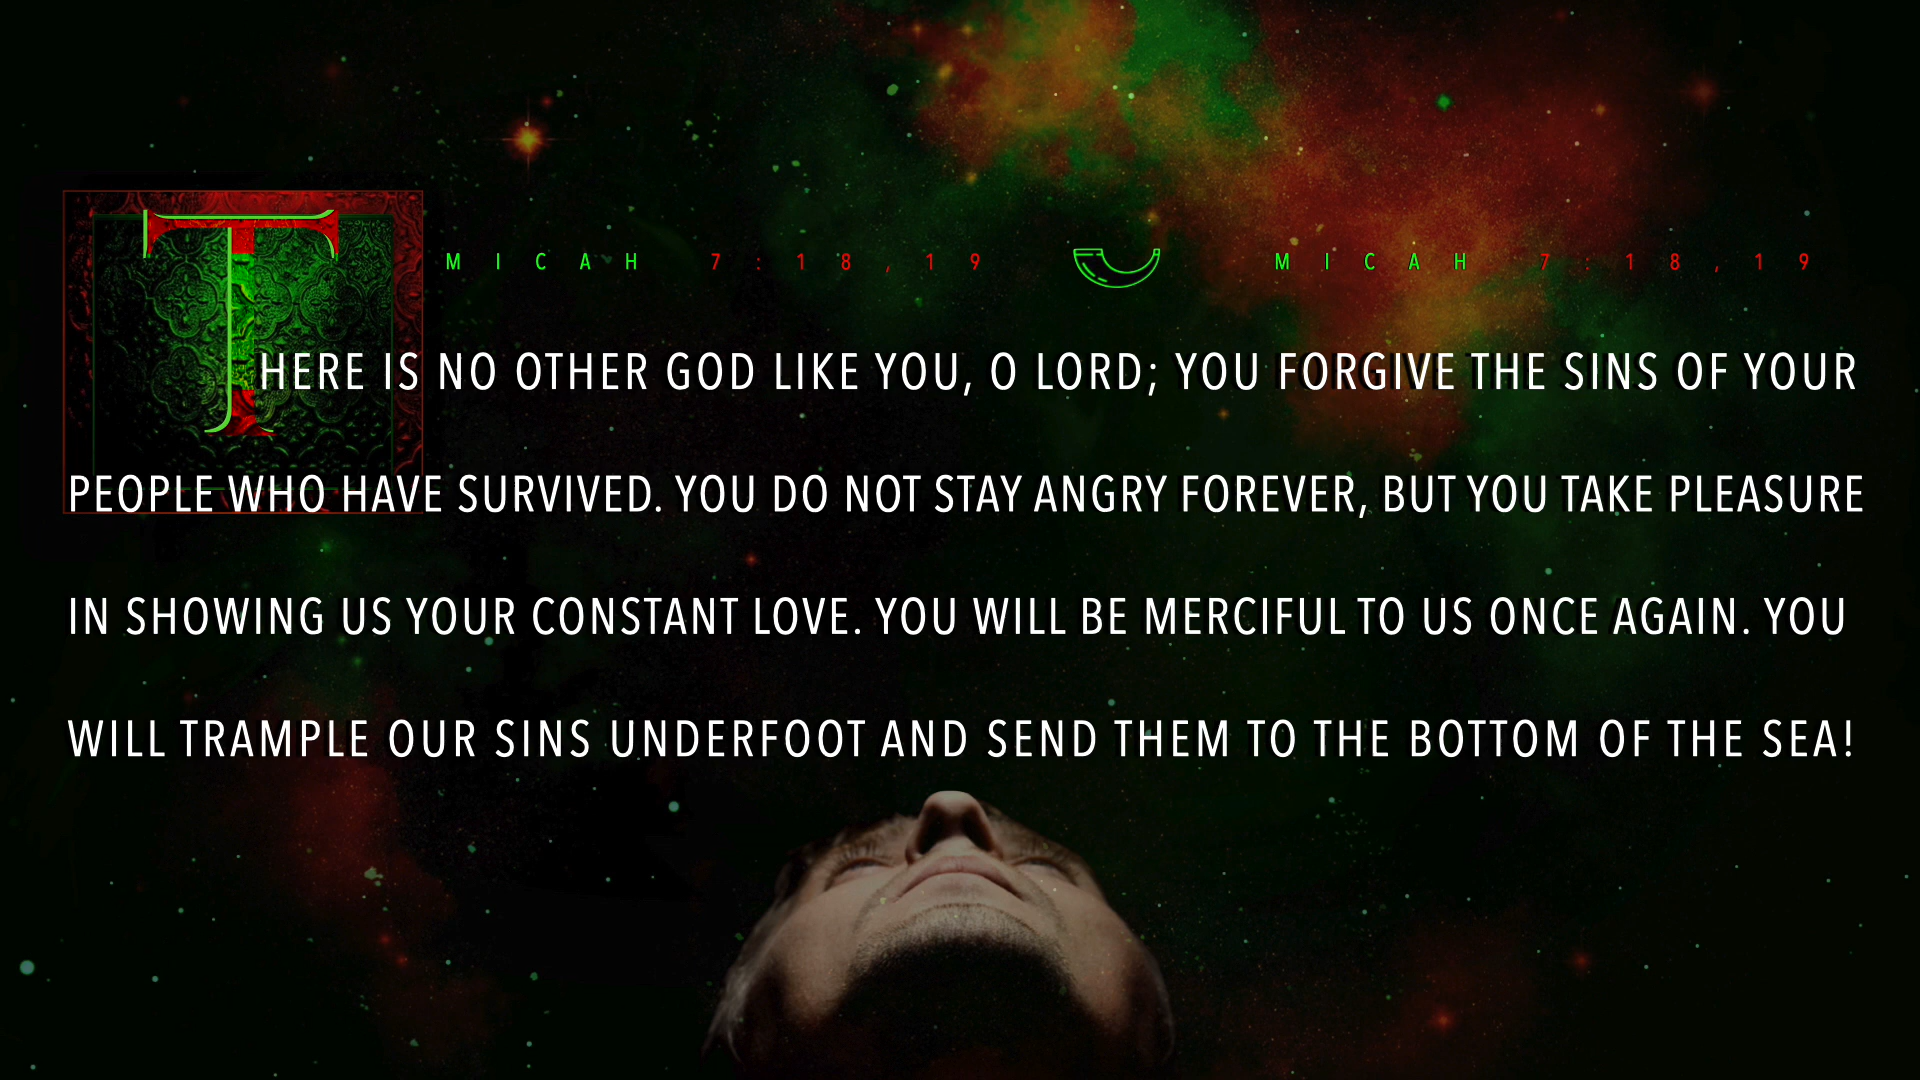 MICAH 7:18,19 MICAH 7:18,19
THERE IS NO OTHER GOD LIKE YOU, O LORD; YOU FORGIVE THE SINS OF YOUR
PEOPLE WHO HAVE SURVIVED. YOU DO NOT STAY ANGRY FOREVER, BUT YOU TAKE PLEASURE
IN SHOWING US YOUR CONSTANT LOVE. YOU WILL BE MERCIFUL TO US ONCE AGAIN. YOU
WILL TRAMPLE OUR SINS UNDERFOOT AND SEND THEM TO THE BOTTOM OF THE SEA!